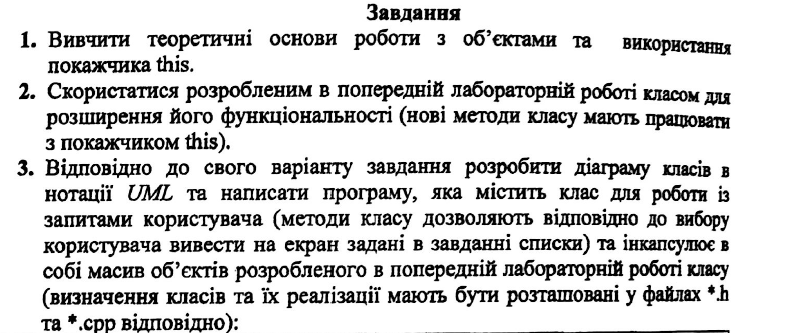 Завдання
1. Вивчити теоретичні основи роботи з об’єктами та використання
покажчика this.
2. Скористатися розробленим в попередній лабораторній роботі класом для
розширення його функціональності (нові методи класу мають працювати
з покажчиком this).
3. Відповідно до свого варіанту завдання розробити діаграму класів в
нотації UML та написати програму, яка містить клас для роботи із
запитами користувача (методи класу дозволяють відповідно до вибору
користувача вивести на екран задані в завданні списки) та інкапсулює в
собі масив об’єктів розробленого в попередній лабораторній роботі класу
(визначення класів та їх реалізації мають бути розташовані у файлах *.h
та *.cpp відповідно):